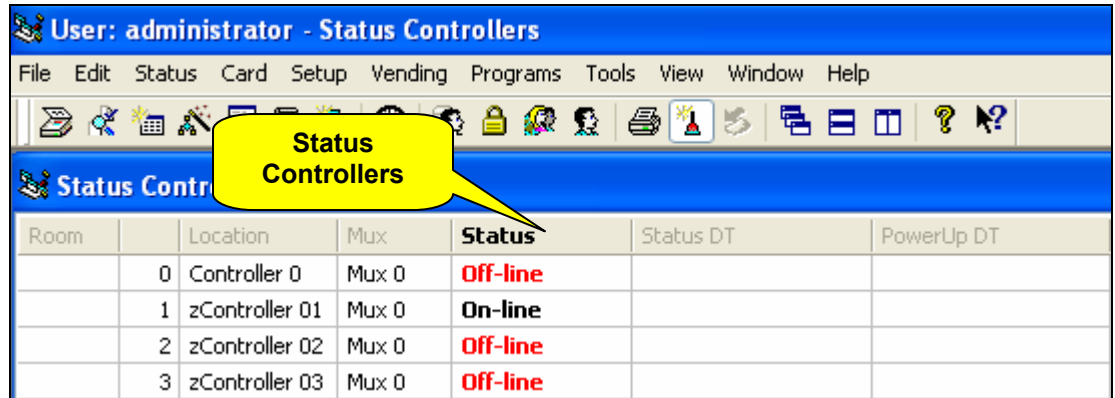 User: administrator - Status Controllers
File Edit Status Card Setup Vending Programs Tools View Window Help
Status
Controllers
Status Contr
Room Location Mux Status Status DT PowerUp DT
0 Controller 0 Mux 0 Off-line
1 zController 01 Mux 0 On-line
2 zController 02 Mux 0 Off-line
3 zController 03 Mux 0 Off-line